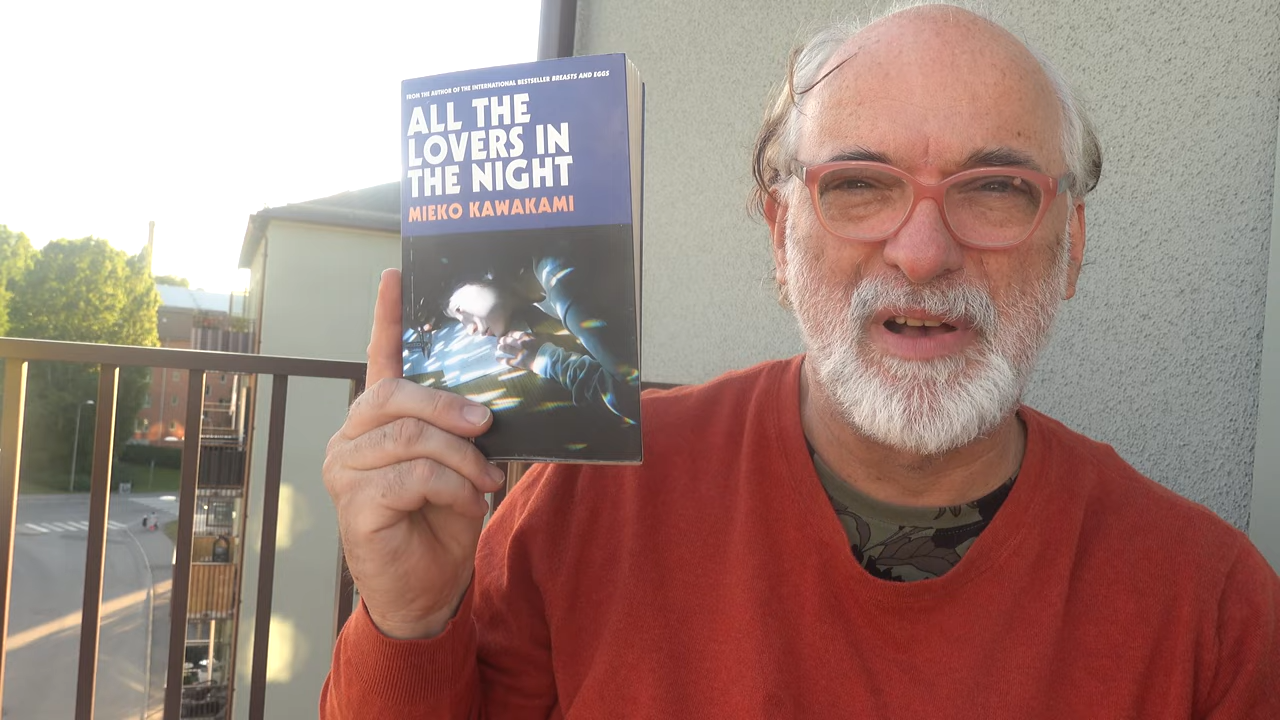 FROM THE AUTHOR OF THE INTERNATIONAL BESTSELLER BREASTS AND EGGS
ALL THE
LOVERS IN
THE NIGHT
MIEKO KAWAKAMI